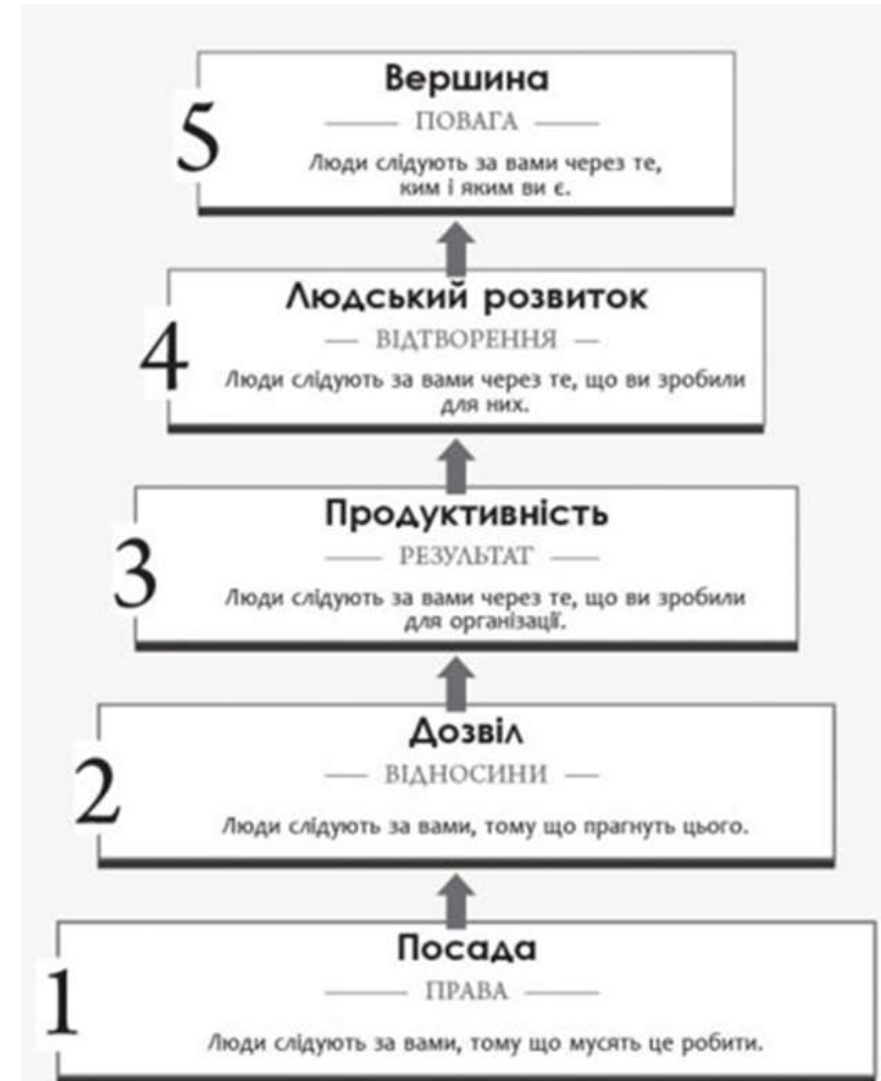 5
Вершина
ПОВАГА
Люди слідують за вами через те,
ким і яким ви є.
4
Людський розвиток
ВІДТВОРЕННЯ
Люди слідують за вами через те, що ви зробили
для них.
3
Продуктивність
РЕЗУЛЬТАТ
Люди слідують за вами через те, що ви зробили
для організації.
2
Дозвіл
ВІДНОСИНИ
Люди слідують за вами, тому що прагнуть цього.
1
Посада
ПРАВА
Люди слідують за вами, тому що мусять це робити.